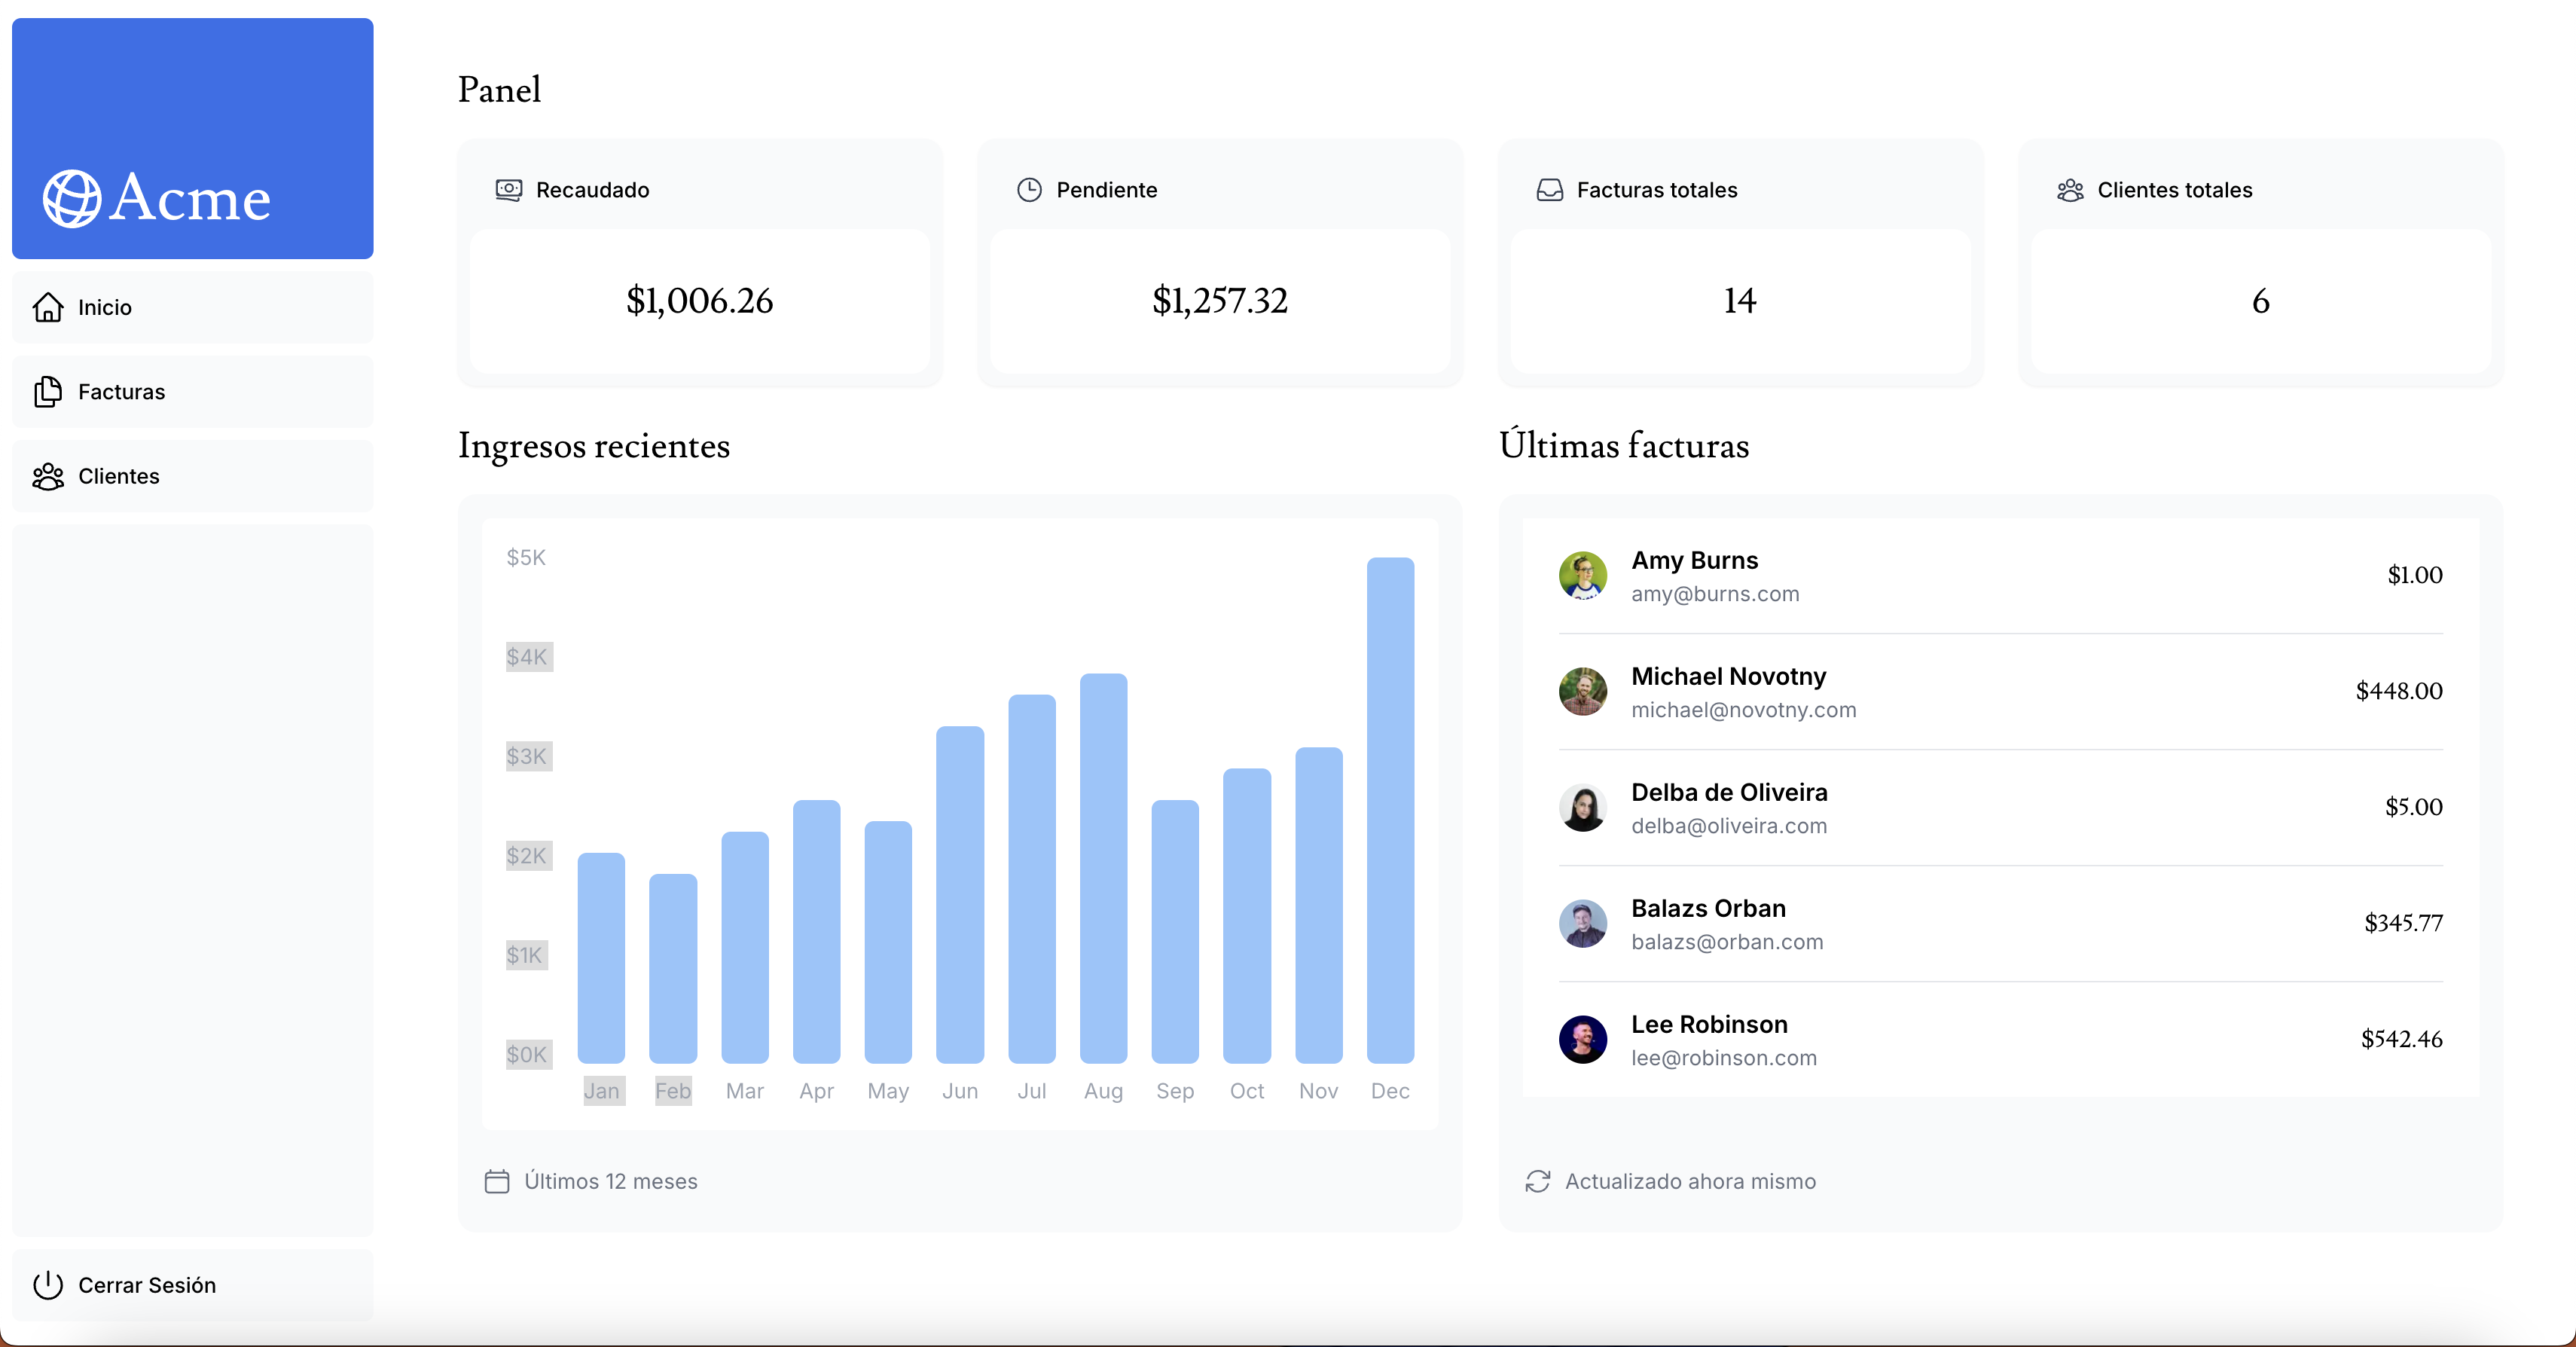 Acme
Inicio
Facturas
Clientes
Cerrar Sesión
Panel
Recaudado
$1,006.26
Pendiente
$1,257.32
Facturas totales
14
Clientes totales
6
Ingresos recientes
$5K
$4K
$3K
$2K
$1K
$0K
Jan Feb Mar Apr May Jun Jul Aug Sep Oct Nov Dec
Últimos 12 meses
Últimas facturas
Amy Burns
amy@burns.com
$1.00
Michael Novotny
michael@novotny.com
$448.00
Delba de Oliveira
delba@oliveira.com
$5.00
Balazs Orban
balazs@orban.com
$345.77
Lee Robinson
lee@robinson.com
$542.46
Actualizado ahora mismo